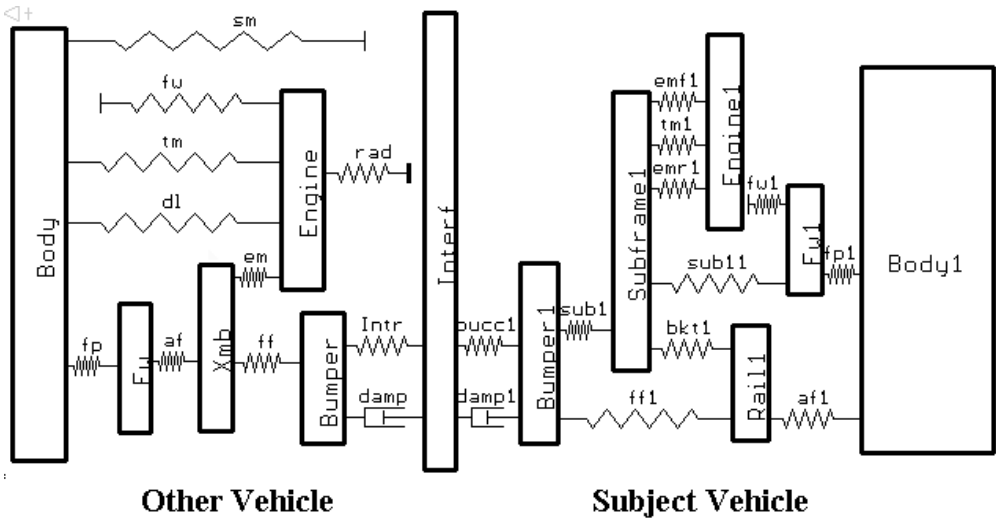 sm
fw
tm
dl
Body
Engine
rad
em
fp
Fw
af
Xmb
ff
Bumper
Intr
damp
Interf
pucc1
damp1
Bumper1
sub1
Subframe1
emf1
tm1
emr1
Engine1
fw1
Fw1
fp1
sub11
bkt1
ff1
Rail1
af1
Body1
Other Vehicle
Subject Vehicle